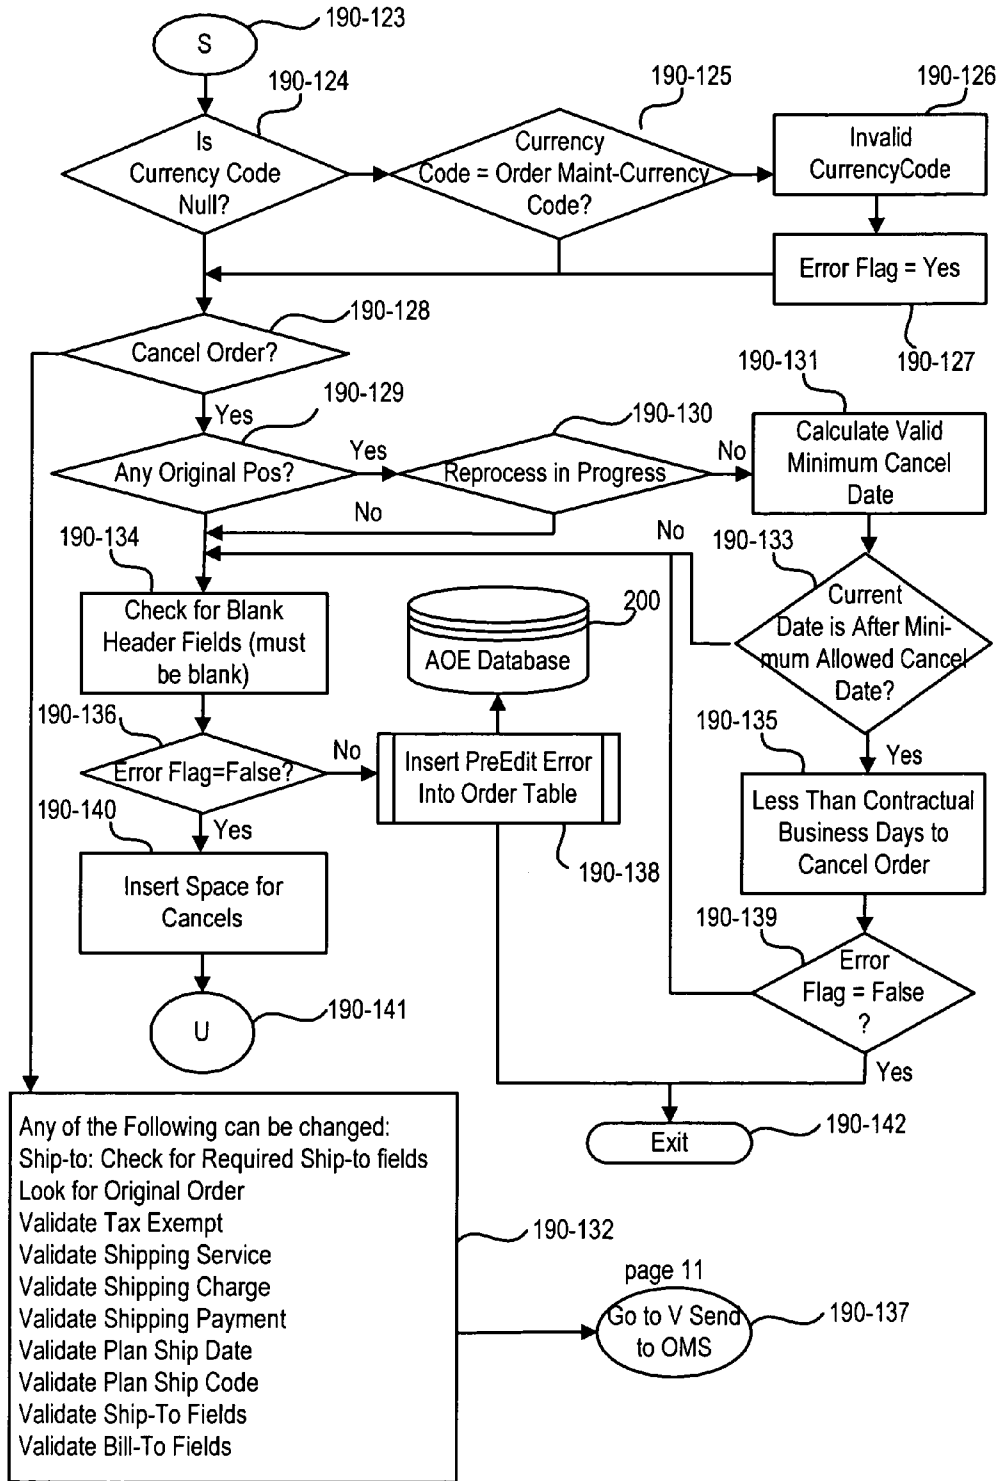 190-123
S
190-124
Is
Currency Code
Null?
190-125
Currency
Code = Order Maint-Currency
Code?
190-126
Invalid
CurrencyCode
Error Flag = Yes
190-127
190-128
Cancel Order?
Yes
190-129
Any Original Pos?
Yes
190-130
Reprocess in Progress
No
190-131
Calculate Valid
Minimum Cancel
Date
No
No
190-133
Current
Date is After Mini-
mum Allowed Cancel
Date?
190-134
Check for Blank
Header Fields (must
be blank)
200
AOE Database
190-135
Yes
Less Than Contractual
Business Days to
Cancel Order
190-136
Error Flag=False?
No
Insert PreEdit Error
Into Order Table
190-138
190-140
Yes
Insert Space for
Cancels
190-139
Error
Flag = False
?
Yes
U
190-141
Exit
190-142
Any of the Following can be changed:
Ship-to: Check for Required Ship-to fields
Look for Original Order
Validate Tax Exempt
Validate Shipping Service
Validate Shipping Charge
Validate Shipping Payment
Validate Plan Ship Date
Validate Plan Ship Code
Validate Ship-To Fields
Validate Bill-To Fields
190-132
page 11
Go to V Send
to OMS
190-137